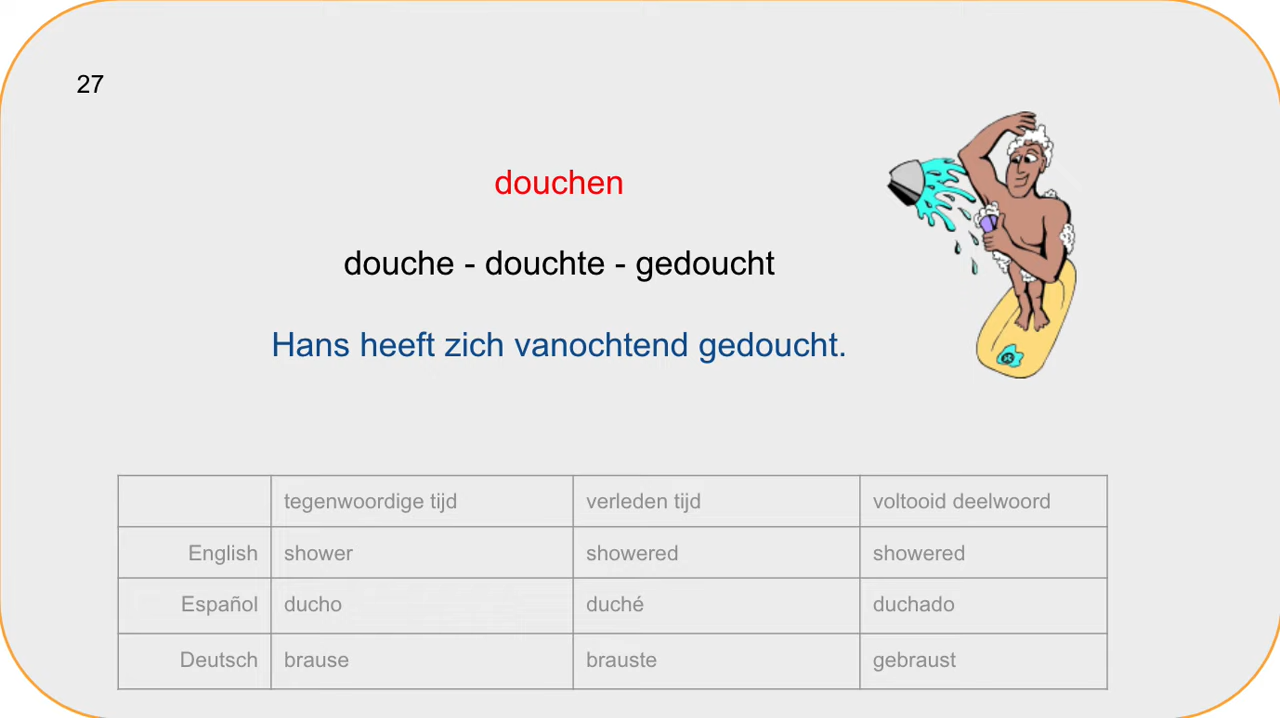 27
douchen
douche - douchte - gedoucht
Hans heeft zich vanochtend gedoucht.
tegenwoordige tijd verleden tijd voltooid deelwoord
English shower showered showered
Español ducho duché duchado
Deutsch brause brauste gebraust